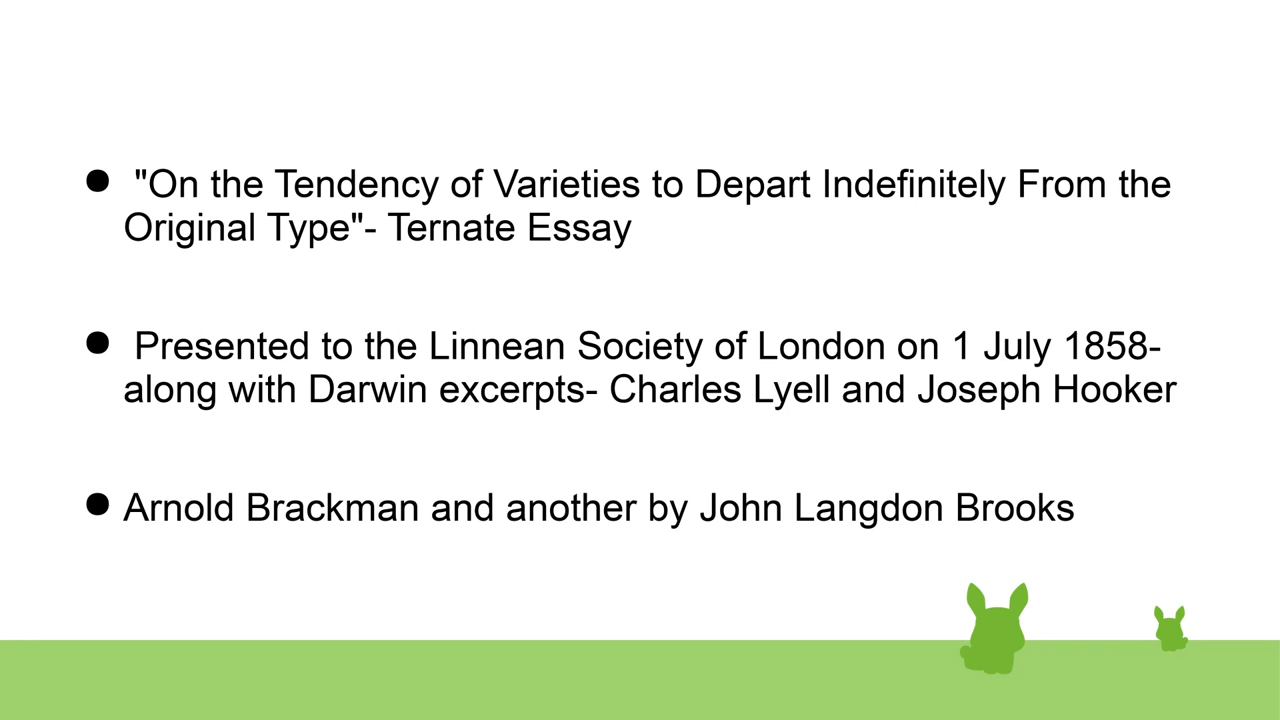 ● "On the Tendency of Varieties to Depart Indefinitely From the
Original Type"- Ternate Essay
● Presented to the Linnean Society of London on 1 July 1858-
along with Darwin excerpts- Charles Lyell and Joseph Hooker
● Arnold Brackman and another by John Langdon Brooks